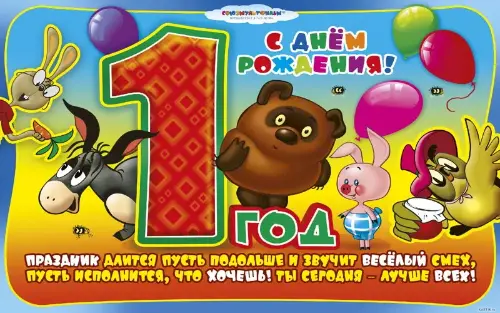 СОЮЗМУЛЬТФИЛЬМ
С ДНЁМ
РОЖДЕНИЯ!
1
ГОД
ПРАЗДНИК ДЛИТСЯ ПУСТЬ ПОДОЛЬШЕ И ЗВУЧИТ ВЕСЁЛЫЙ СМЕХ,
ПУСТЬ ИСПОЛНИТСЯ, ЧТО ХОЧЕШЬ! ТЫ СЕГОДНЯ – ЛУЧШЕ ВСЕХ!